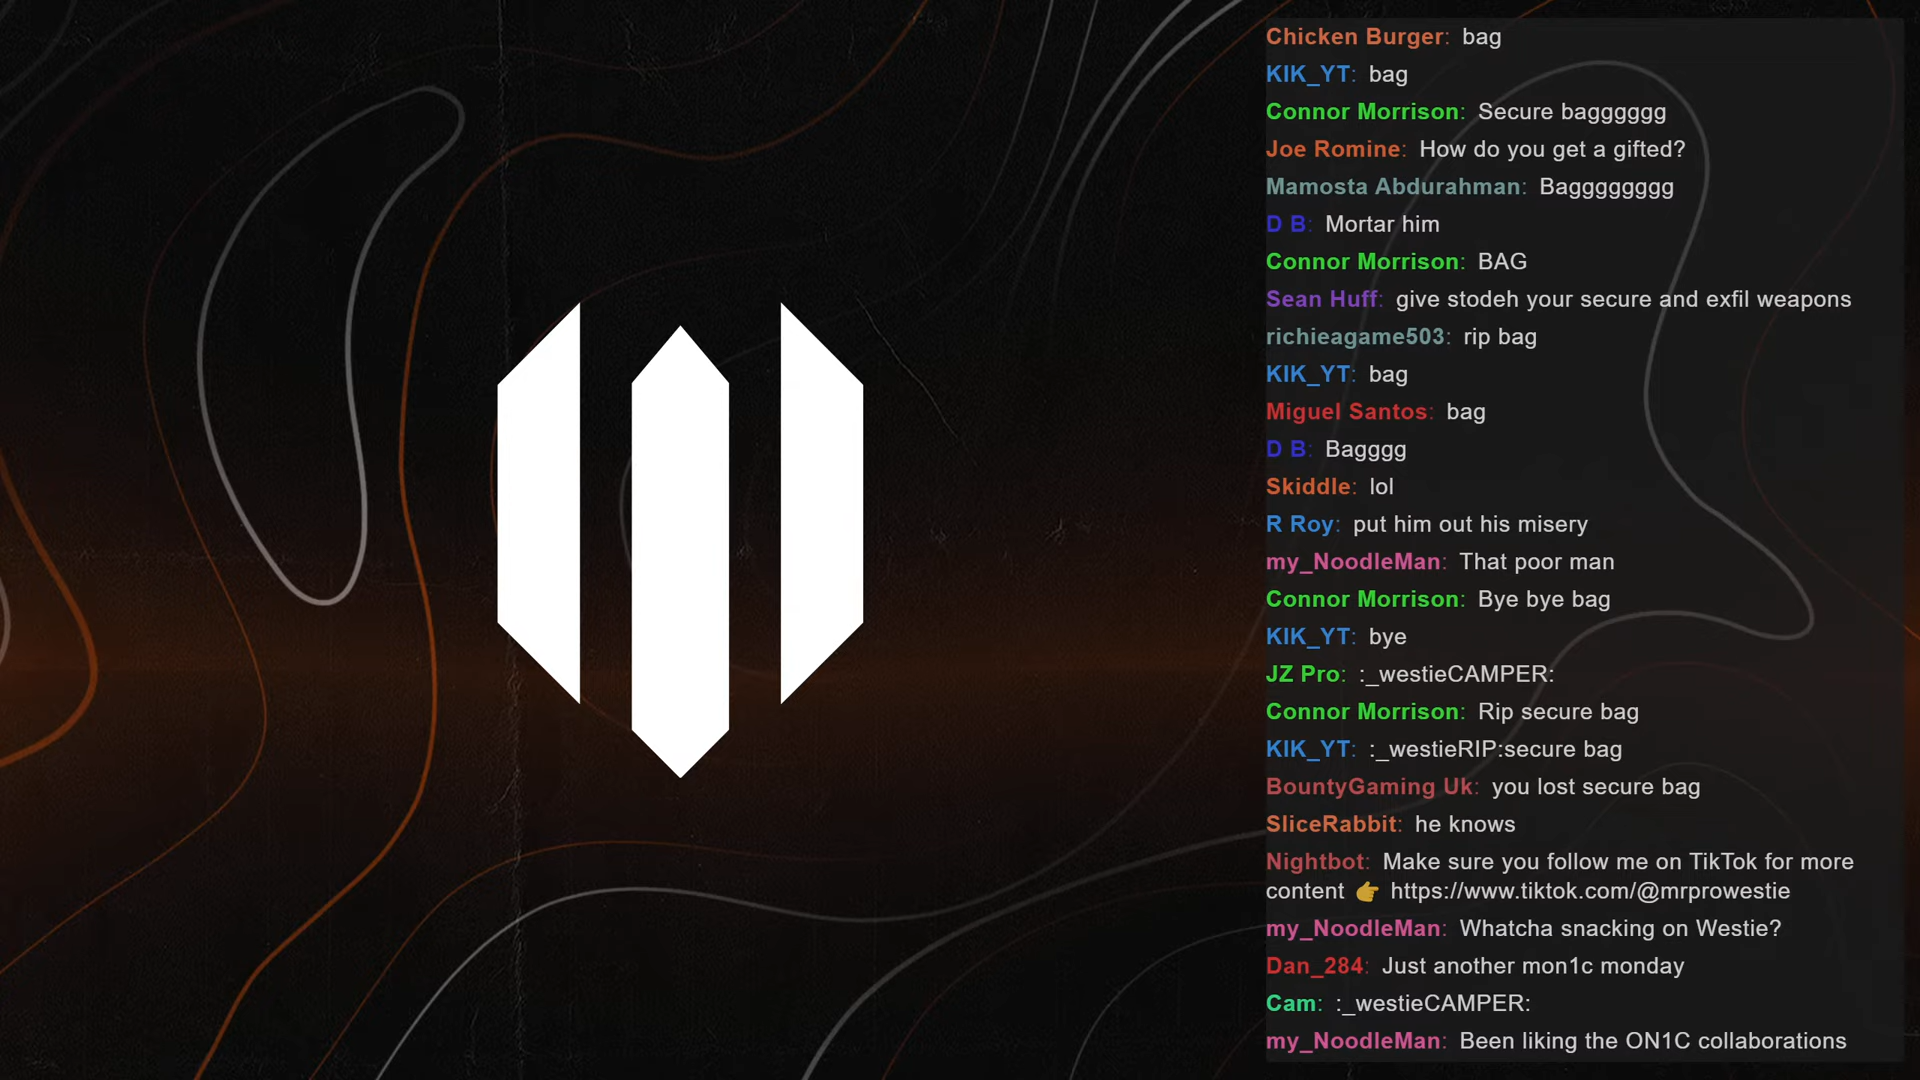 Chicken Burger: bag
KIK_YT: bag
Connor Morrison: Secure bagggggg
Joe Romine: How do you get a gifted?
Mamosta Abdurahman: Bagggggggg
D B: Mortar him
Connor Morrison: BAG
Sean Huff: give stodeh your secure and exfil weapons
richieagame503: rip bag
KIK_YT: bag
Miguel Santos: bag
D B: Bagggg
Skiddle: lol
R Roy: put him out his misery
my_NoodleMan: That poor man
Connor Morrison: Bye bye bag
KIK_YT: bye
JZ Pro: :_westieCAMPER:
Connor Morrison: Rip secure bag
KIK_YT: :_westieRIP:secure bag
BountyGaming Uk: you lost secure bag
SliceRabbit: he knows
Nightbot: Make sure you follow me on TikTok for more
content 👉 https://www.tiktok.com/@mrprowestie
my_NoodleMan: Whatcha snacking on Westie?
Dan_284: Just another mon1c monday
Cam: :_westieCAMPER:
my_NoodleMan: Been liking the ON1C collaborations